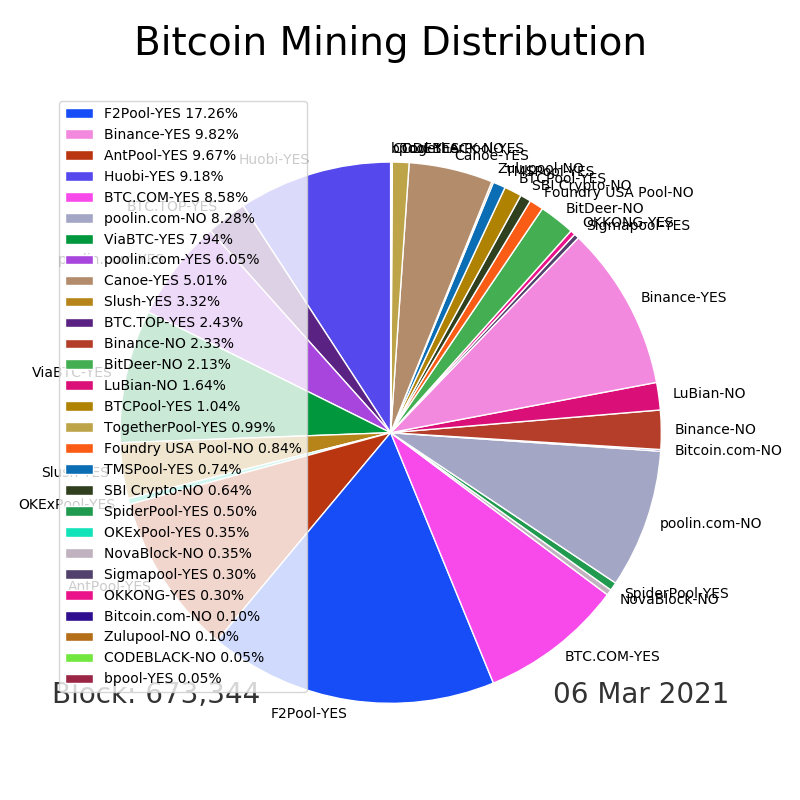 Bitcoin Mining Distribution
F2Pool-YES 17.26%
Binance-YES 9.82%
AntPool-YES 9.67%
Huobi-YES 9.18%
BTC.COM-YES 8.58%
poolin.com-NO 8.28%
ViaBTC-YES 7.94%
poolin.com-YES 6.05%
Canoe-YES 5.01%
Slush-YES 3.32%
BTC.TOP-YES 2.43%
Binance-NO 2.33%
BitDeer-NO 2.13%
LuBian-NO 1.64%
BTCPool-YES 1.04%
TogetherPool-YES 0.99%
Foundry USA Pool-NO 0.84%
TMSPool-YES 0.74%
SBI Crypto-NO 0.64%
SpiderPool-YES 0.50%
OKExPool-YES 0.35%
NovaBlock-NO 0.35%
Sigmapool-YES 0.30%
OKKONG-YES 0.30%
Bitcoin.com-NO 0.10%
Zulupool-NO 0.10%
CODEBLACK-NO 0.05%
bpool-YES 0.05%
Canoe-YES
Zulupool-NO
TMSPool-YES
BTCPool-YES
SBI Crypto-NO
Foundry USA Pool-NO
BitDeer-NO
OKKONG-YES
Sigmapool-YES
Binance-YES
LuBian-NO
Binance-NO
Bitcoin.com-NO
poolin.com-NO
SpiderPool-YES
NovaBlock-NO
BTC.COM-YES
F2Pool-YES
AntPool-YES
OKExPool-YES
Slush-YES
ViaBTC-YES
BTC.TOP-YES
Huobi-YES
Block: 673,344
06 Mar 2021